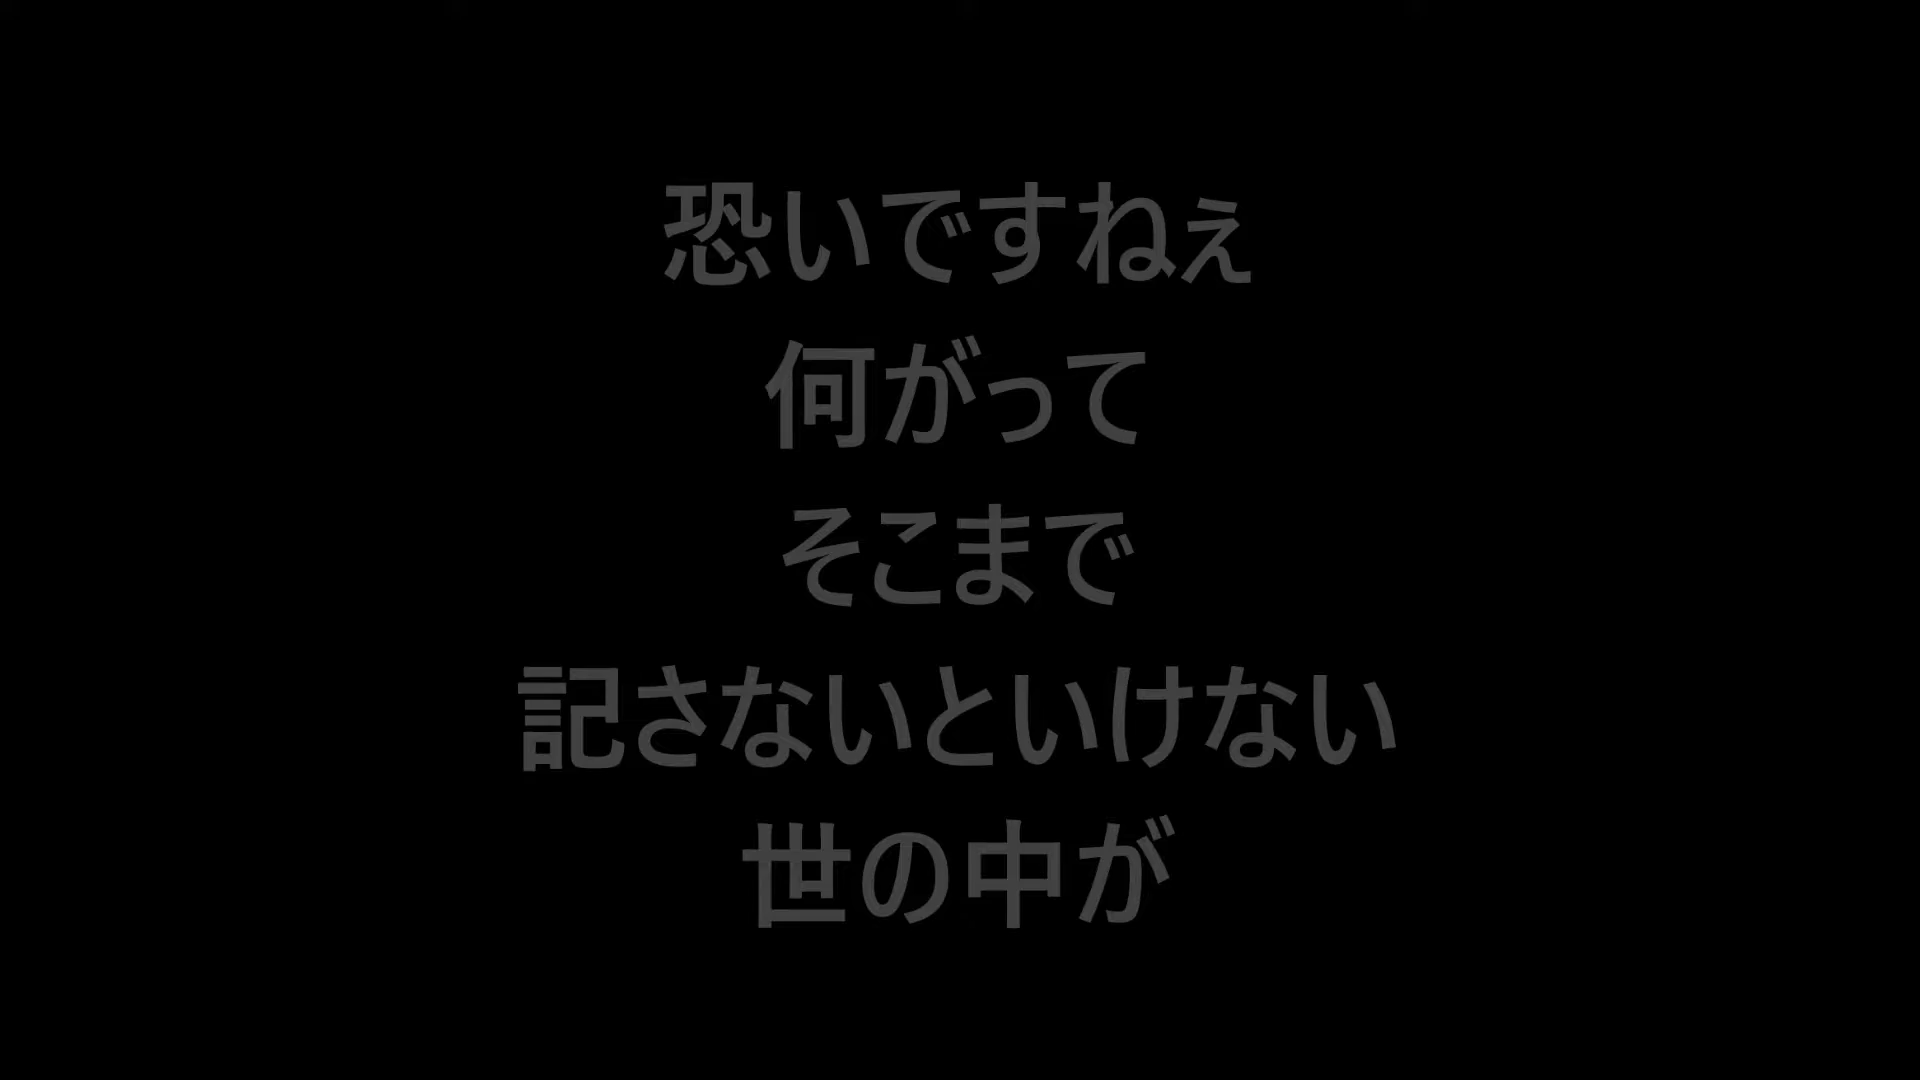 恐いですねぇ
何がって
そこまで
記さないといけない
世の中が